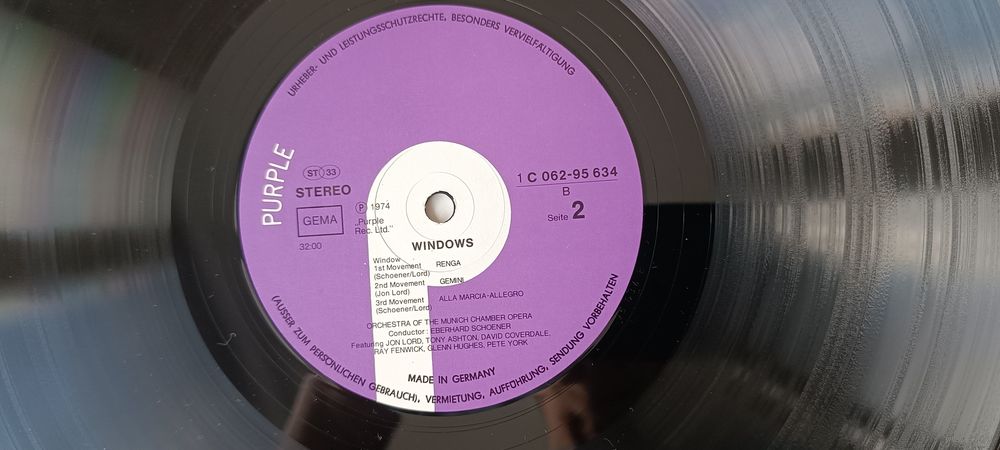 URHEBER- UND LEISTUNGSSCHUTZRECHTE, BESONDERS VERVIELFÄLTIGUNG
PURPLE
ST 33
STEREO
GEMA
32:00
Ⓟ 1974
„Purple
Rec. Ltd."
1 C 062-95 634
B
Seite 2
WINDOWS
Window
1st Movement RENGA
(Schoener/Lord)
2nd Movement GEMINI
(Jon Lord)
3rd Movement ALLA MARCIA-ALLEGRO
(Schoener/Lord)
ORCHESTRA OF THE MUNICH CHAMBER OPERA
Conductor: EBERHARD SCHOENER
Featuring JON LORD, TONY ASHTON, DAVID COVERDALE,
RAY FENWICK, GLENN HUGHES, PETE YORK
MADE IN GERMANY
(AUSSER ZUM PERSÖNLICHEN GEBRAUCH), VERMIETUNG, AUFFÜHRUNG, SENDUNG VORBEHALTEN